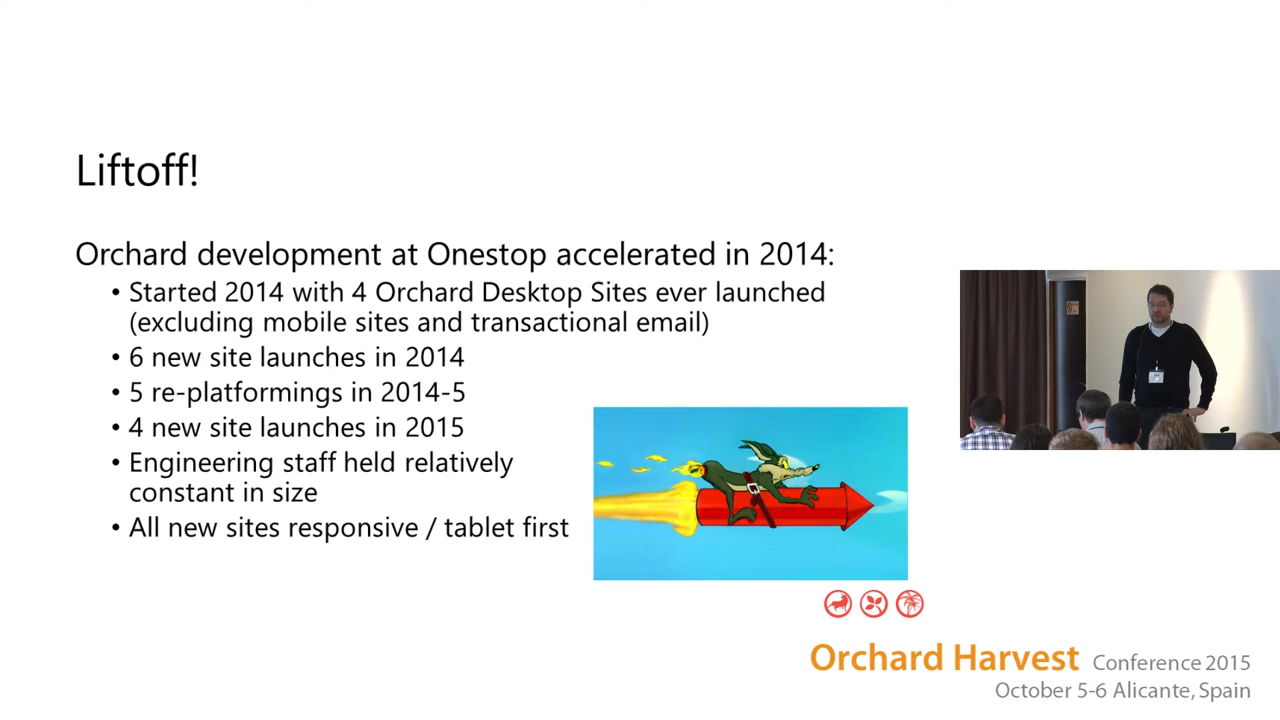 Liftoff!
Orchard development at Onestop accelerated in 2014:
• Started 2014 with 4 Orchard Desktop Sites ever launched
(excluding mobile sites and transactional email)
• 6 new site launches in 2014
• 5 re-platformings in 2014-5
• 4 new site launches in 2015
• Engineering staff held relatively
constant in size
• All new sites responsive / tablet first
Orchard Harvest Conference 2015
October 5-6 Alicante, Spain